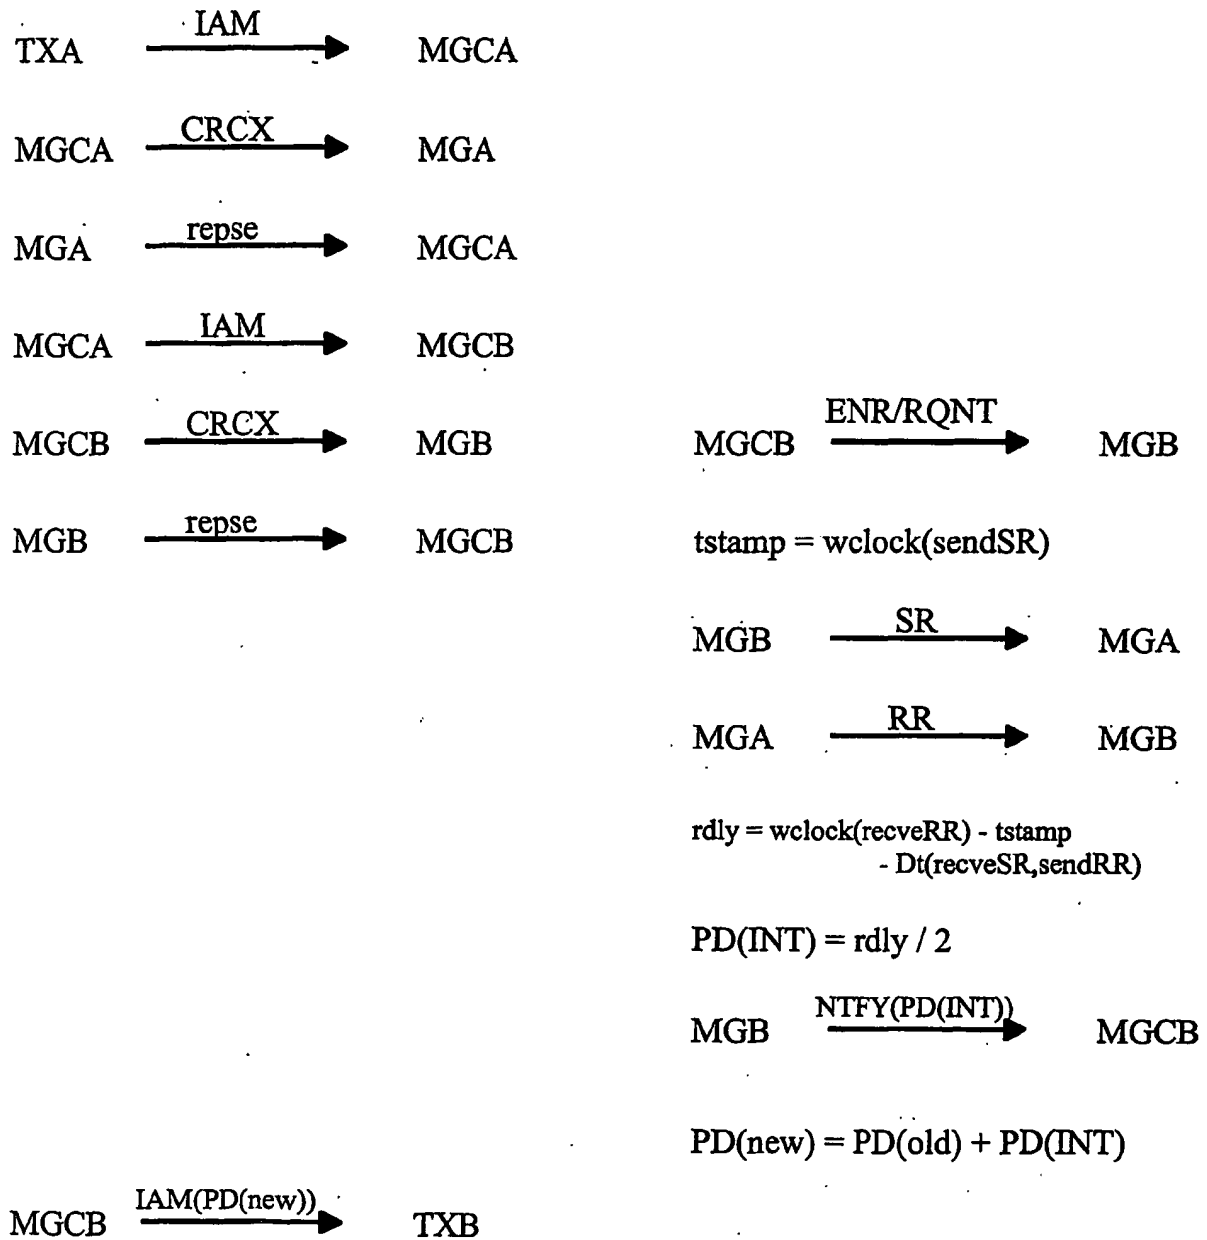 IAM
TXA MGCA
CRCX
MGCA MGA
repse
MGA MGCA
IAM
MGCA MGCB
CRCX
MGCB MGB
repse
MGB MGCB
ENR/RQNT
MGCB MGB
tstamp = wclock(sendSR)
SR
MGB MGA
RR
MGA MGB
rdly = wclock(recveRR) - tstamp
- Dt(recveSR,sendRR)
PD(INT) = rdly / 2
NTFY(PD(INT))
MGB MGCB
PD(new) = PD(old) + PD(INT)
IAM(PD(new))
MGCB TXB